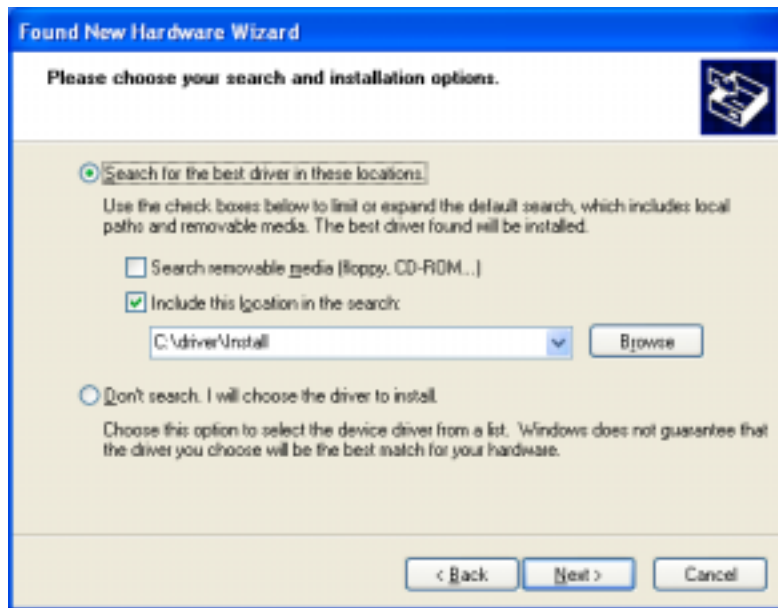 Found New Hardware Wizard
Please choose your search and installation options.
Search for the best driver in these locations.
Use the check boxes below to limit or expand the default search, which includes local
paths and removable media. The best driver found will be installed.
Search removable media (floppy, CD-ROM...)
Include this location in the search:
C:\driver\Install
Browse
Don't search. I will choose the driver to install.
Choose this option to select the device driver from a list. Windows does not guarantee that
the driver you choose will be the best match for your hardware.
< Back Next > Cancel